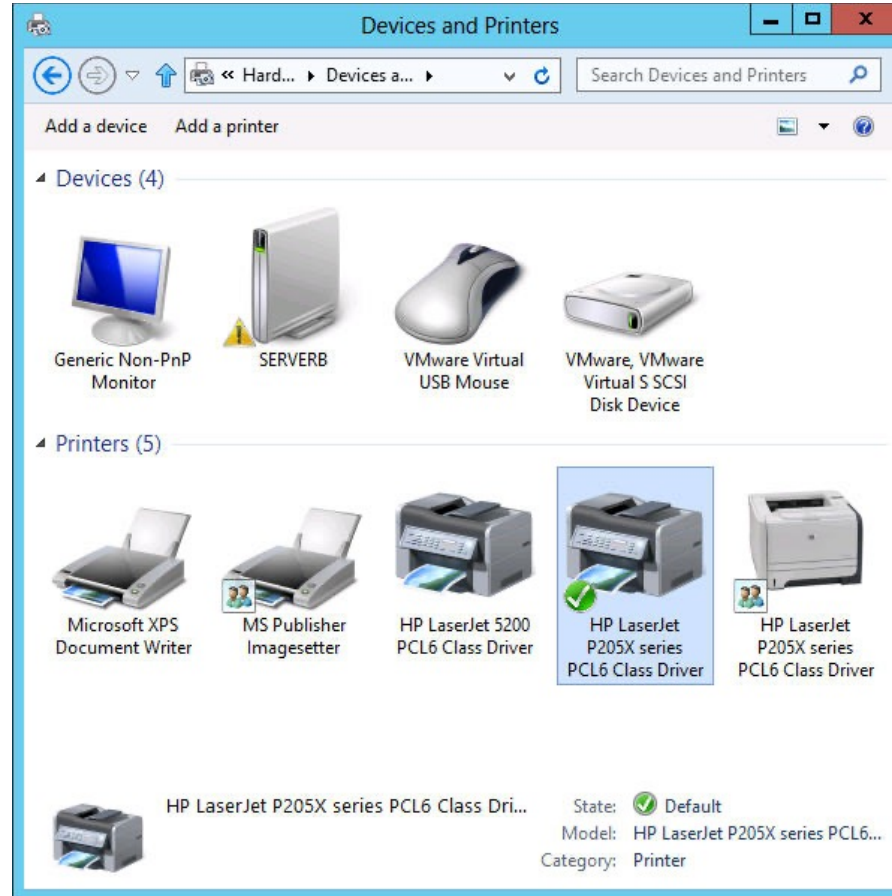 Devices and Printers
« Hard... ▸ Devices a... ▸
Search Devices and Printers
Add a device Add a printer
Devices (4)
Generic Non-PnP
Monitor
SERVERB
VMware Virtual
USB Mouse
VMware, VMware
Virtual S SCSI
Disk Device
Printers (5)
Microsoft XPS
Document Writer
MS Publisher
Imagesetter
HP LaserJet 5200
PCL6 Class Driver
HP LaserJet
P205X series
PCL6 Class Driver
HP LaserJet
P205X series
PCL6 Class Driver
HP LaserJet P205X series PCL6 Class Dri...
State: Default
Model: HP LaserJet P205X series PCL6...
Category: Printer